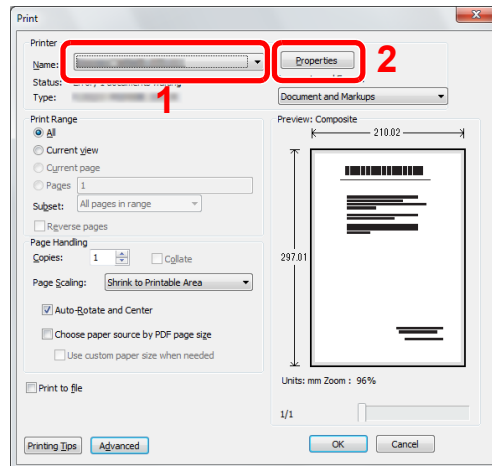 Print
Printer
Name:
Properties
2
Status:
1
Type:
Document and Markups
Print Range
All
Current view
Current page
Pages 1
Subset: All pages in range
Reverse pages
Page Handling
Copies: 1 Collate
Page Scaling: Shrink to Printable Area
Auto-Rotate and Center
Choose paper source by PDF page size
Use custom paper size when needed
Print to file
Preview: Composite
210.02
297.01
Units: mm Zoom : 96%
1/1
Printing Tips
Advanced
OK
Cancel